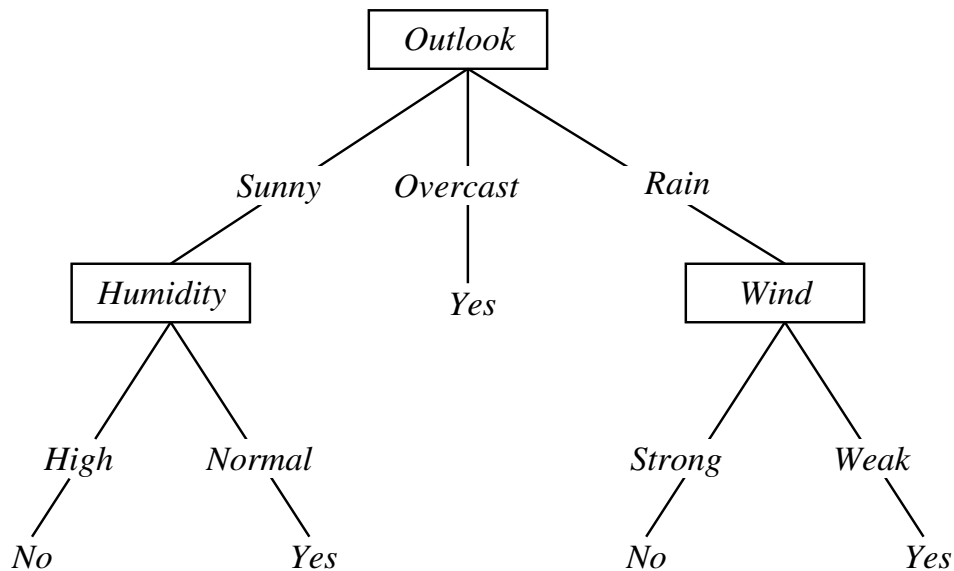 Outlook
Sunny Overcast Rain
Humidity Yes Wind
High Normal Strong Weak
No Yes No Yes